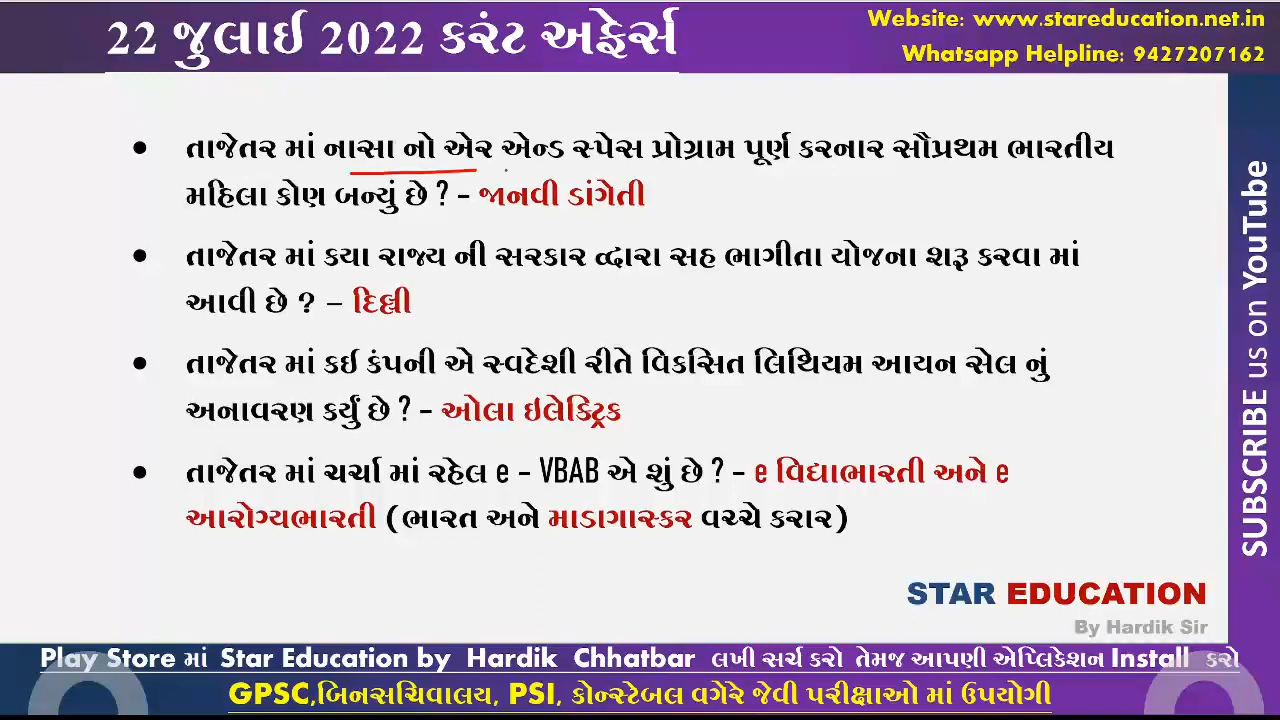 22 જુલાઈ 2022 કરંટ અફેર્સ
Website: www.stareducation.net.in
Whatsapp Helpline: 9427207162
• તાજેતર માં નાસા નો એર એન્ડ સ્પેસ પ્રોગ્રામ પૂર્ણ કરનાર સૌપ્રથમ ભારતીય
મહિલા કોણ બન્યું છે ? – જાનવી ડાંગેતી
• તાજેતર માં કયા રાજ્ય ની સરકાર દ્વારા સહ ભાગીતા યોજના શરૂ કરવા માં
આવી છે ? – દિલ્લી
• તાજેતર માં કઈ કંપની એ સ્વદેશી રીતે વિકસિત લિથિયમ આયન સેલ નું
અનાવરણ કર્યું છે ? – ઓલા ઇલેક્ટ્રિક
• તાજેતર માં ચર્ચા માં રહેલ e – VBAB એ શું છે ? – e વિદ્યાભારતી અને e
આરોગ્યભારતી (ભારત અને માડાગાસ્કર વચ્ચે કરાર)
SUBSCRIBE us on YouTube
STAR EDUCATION
By Hardik Sir
Play Store માં Star Education by Hardik Chhatbar લખી સર્ચ કરો તેમજ આપણી એપ્લિકેશન Install કરો
GPSC,બિનસચિવાલય, PSI, કોન્સ્ટેબલ વગેરે જેવી પરીક્ષાઓ માં ઉપયોગી